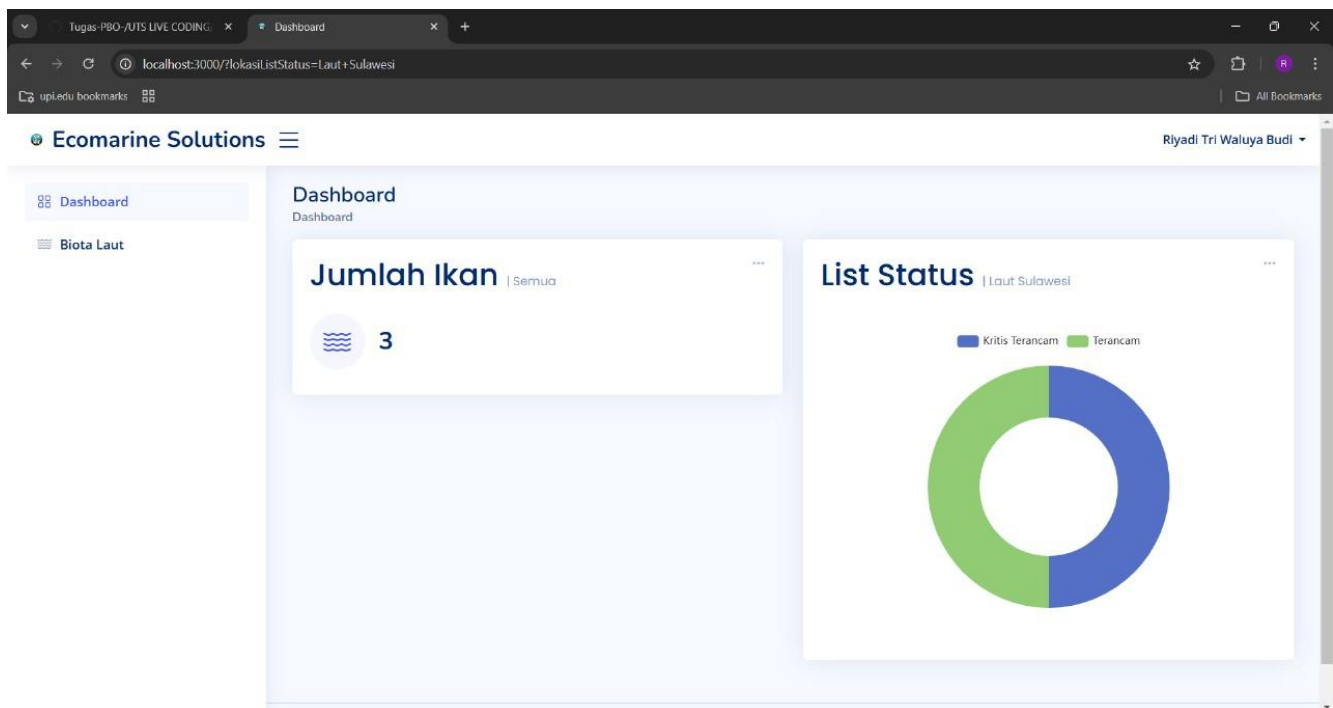 Tugas-PBO-/UTS LIVE CODING
Dashboard
localhost:3000/?lokasiListStatus=Laut+Sulawesi
R
upi.edu bookmarks
All Bookmarks
Ecomarine Solutions
Riyadi Tri Waluya Budi
Dashboard
Biota Laut
Dashboard
Dashboard
Jumlah Ikan | Semua
3
List Status | Laut Sulawesi
Kritis Terancam Terancam